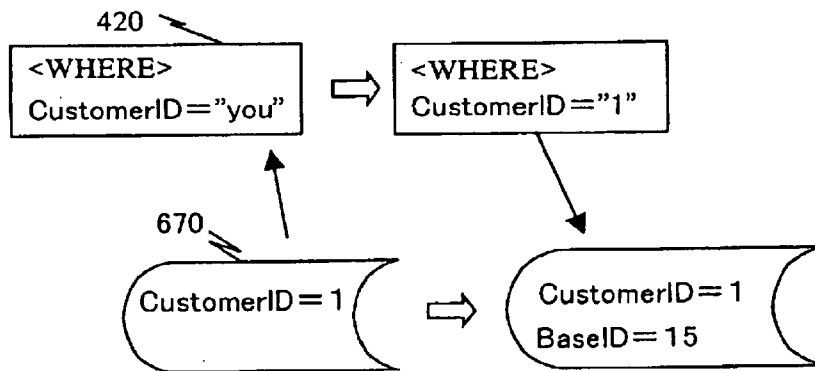 420
<WHERE>
CustomerID="you"
<WHERE>
CustomerID="1"
670
CustomerID=1
CustomerID=1
BaseID=15